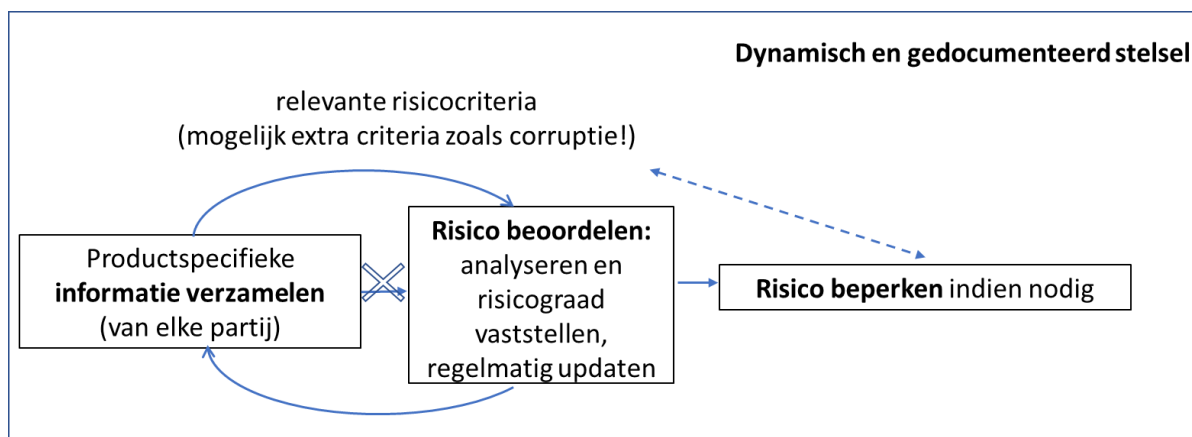 Dynamisch en gedocumenteerd stelsel
relevante risicocriteria
(mogelijk extra criteria zoals corruptie!)
Productspecifieke
informatie verzamelen
(van elke partij)
Risico beoordelen:
analyseren en
risicograad
vaststellen,
regelmatig updaten
Risico beperken indien nodig